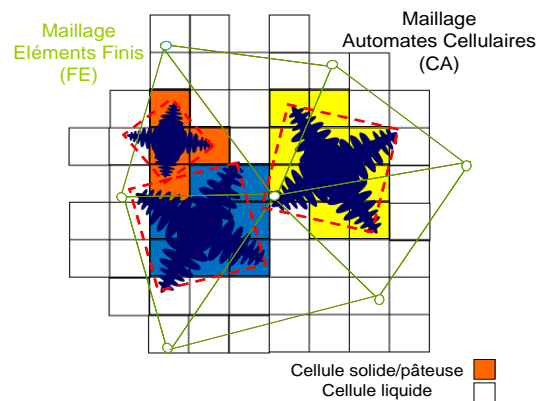 Maillage
Eléments Finis
(FE)
Maillage
Automates Cellulaires
(CA)
Cellule solide/pâteuse
Cellule liquide